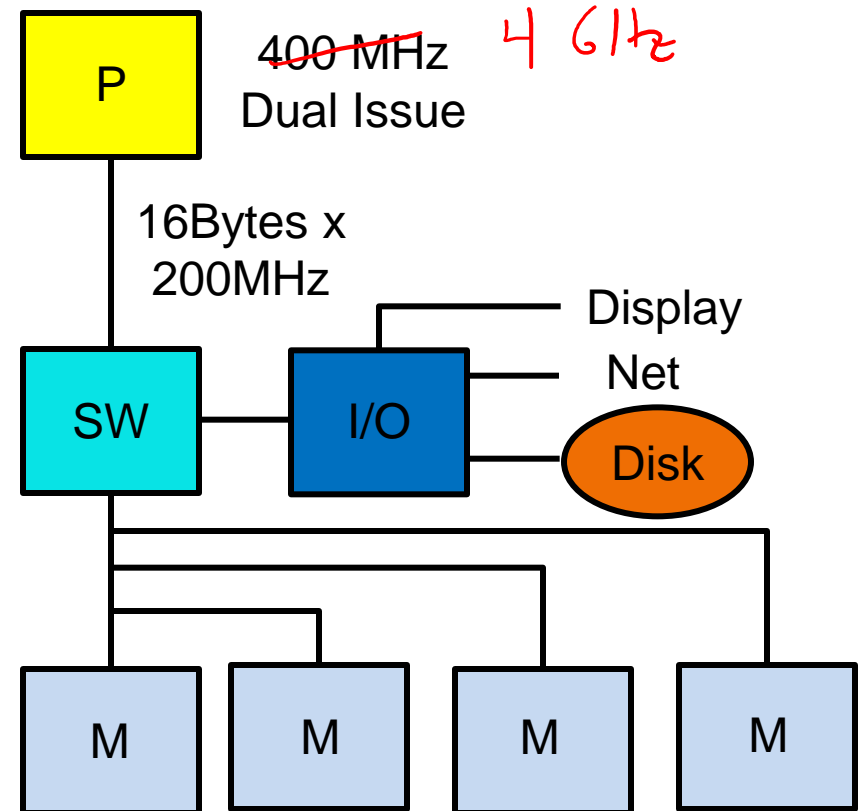 P
400 MHz 4 GHz
Dual Issue
16Bytes x
200MHz
Display
Net
SW
I/O
Disk
M
M
M
M